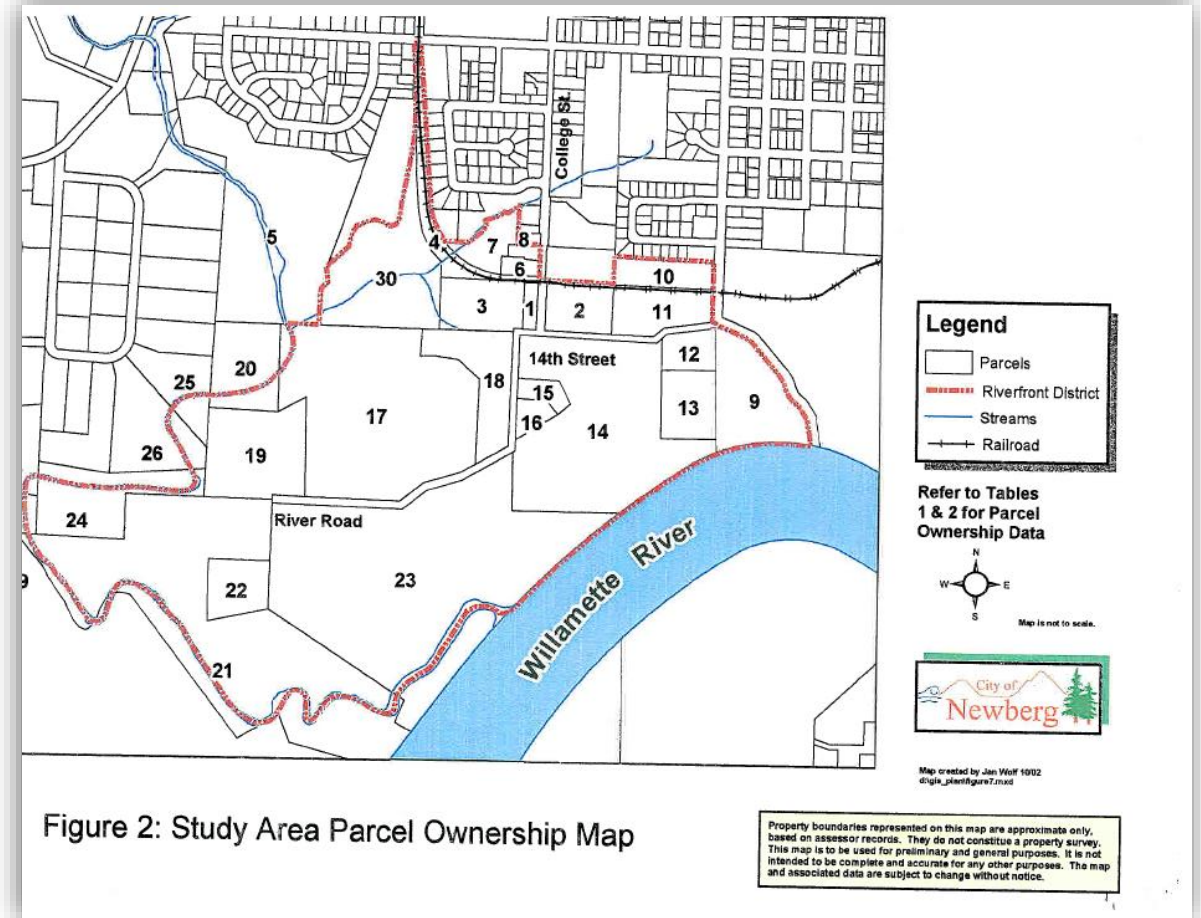 College St.
5
4
7
8
6
30
10
3
1
2
11
14th Street
12
20
18
25
15
9
17
13
16
14
26
19
24
River Road
22
23
9
21
Willamette River
Legend
Parcels
Riverfront District
Streams
Railroad
Refer to Tables
1 & 2 for Parcel
Ownership Data
N
W E
S
Map is not to scale.
City of
Newberg
Map created by Jan Wolf 10/02
Figure 2: Study Area Parcel Ownership Map
Property boundaries represented on this map are approximate only,
based on assessor records. They do not constitute a property survey.
This map is to be used for preliminary and general purposes. It is not
intended to be complete and accurate for any other purposes. The map
and associated data are subject to change without notice.